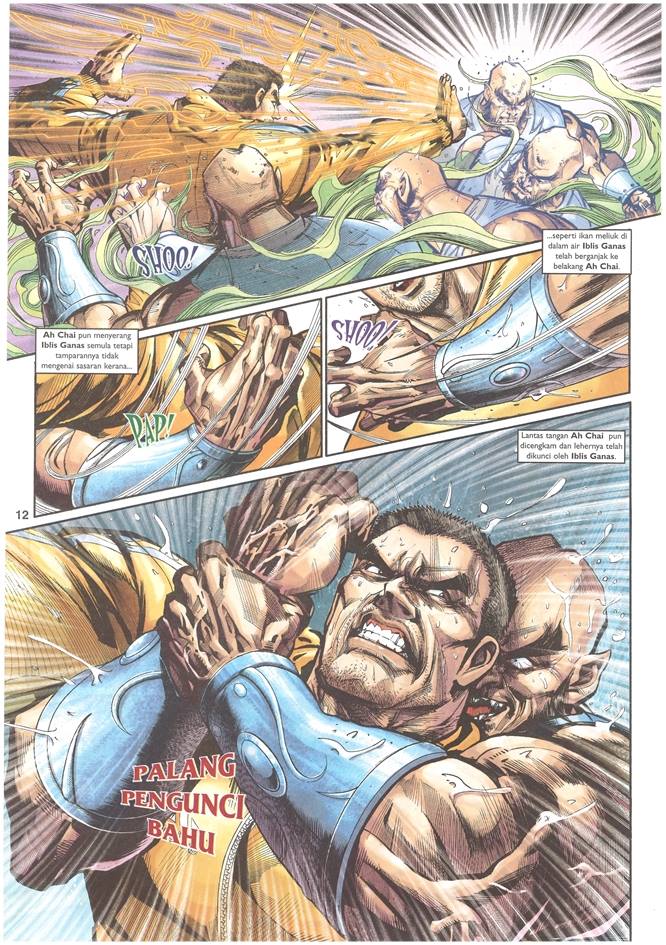 SHOO!
Ah Chai pun menyerang
Iblis Ganas semula tetapi
tamparannya tidak
mengenai sasaran kerana...
...seperti ikan meliuk di
dalam air Iblis Ganas
telah berganjak ke
belakang Ah Chai.
PAP!
SHOO!
Lantas tangan Ah Chai pun
dicengkam dan lehernya telah
dikunci oleh Iblis Ganas.
12
PALANG
PENGUNCI
BAHU